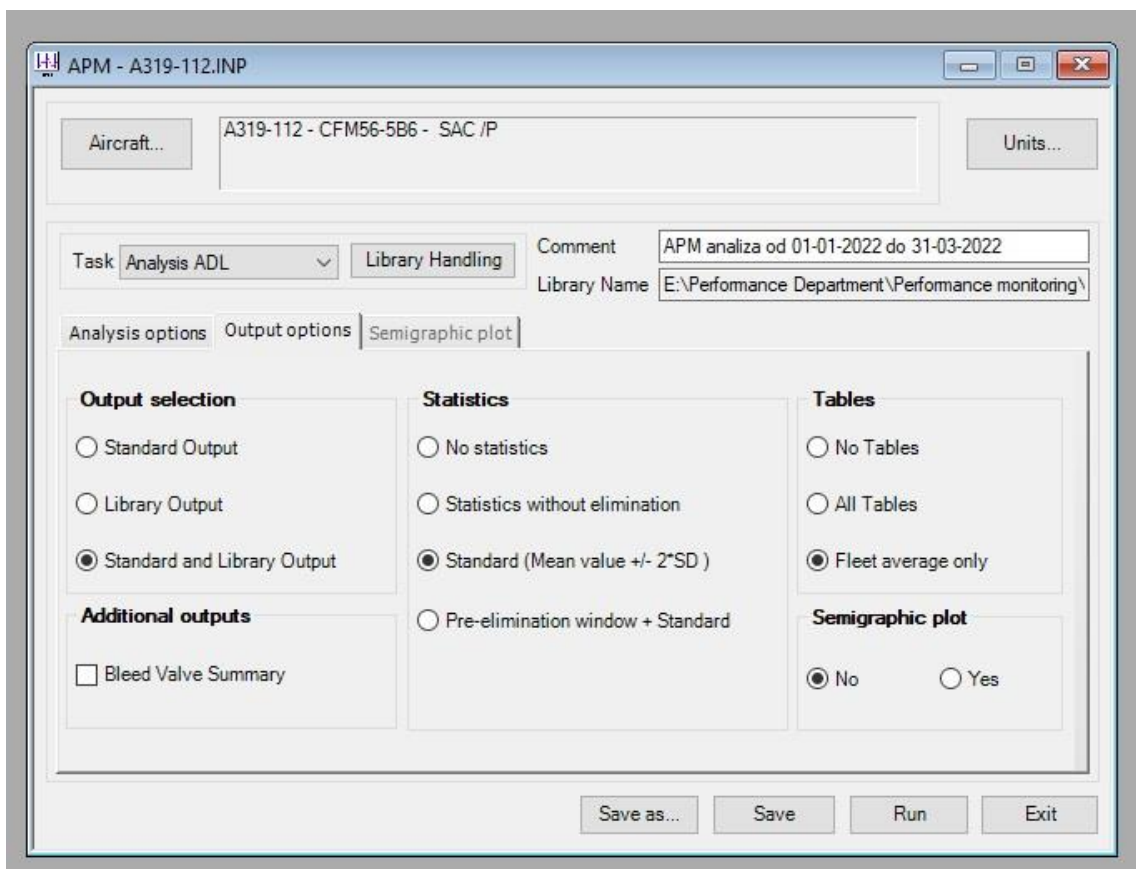 APM - A319-112.INP
Aircraft...
A319-112 - CFM56-5B6 - SAC /P
Units...
Task
Analysis ADL
Library Handling
Comment
APM analiza od 01-01-2022 do 31-03-2022
Library Name
E:\Performance Department\Performance monitoring\
Analysis options
Output options
Semigraphic plot
Output selection
Standard Output
Library Output
Standard and Library Output
Additional outputs
Bleed Valve Summary
Statistics
No statistics
Statistics without elimination
Standard (Mean value +/- 2*SD )
Pre-elimination window + Standard
Tables
No Tables
All Tables
Fleet average only
Semigraphic plot
No
Yes
Save as...
Save
Run
Exit